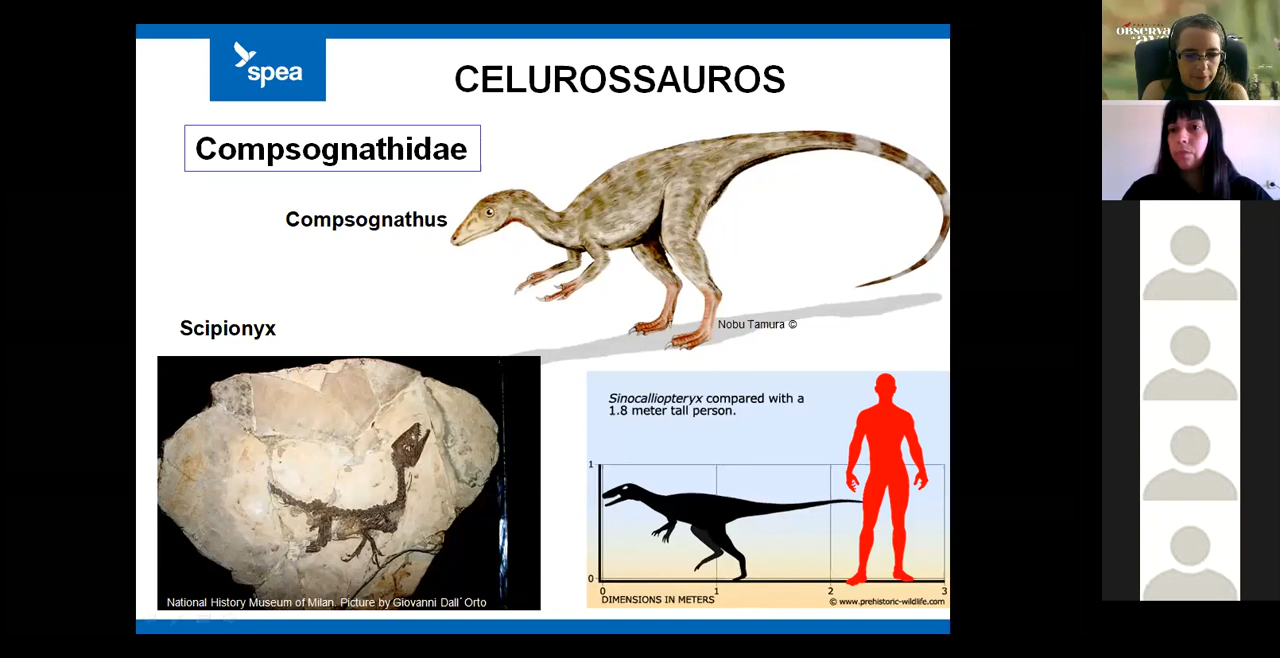 spea
CELUROSSAUROS
Compsognathidae
Compsognathus
Scipionyx
Nobu Tamura ©
National History Museum of Milan. Picture by Giovanni Dall´Orto
Sinocalliopteryx compared with a
1.8 meter tall person.
1
0
0 1 2 3
DIMENSIONS IN METERS
© www.prehistoric-wildlife.com
OBSERVA